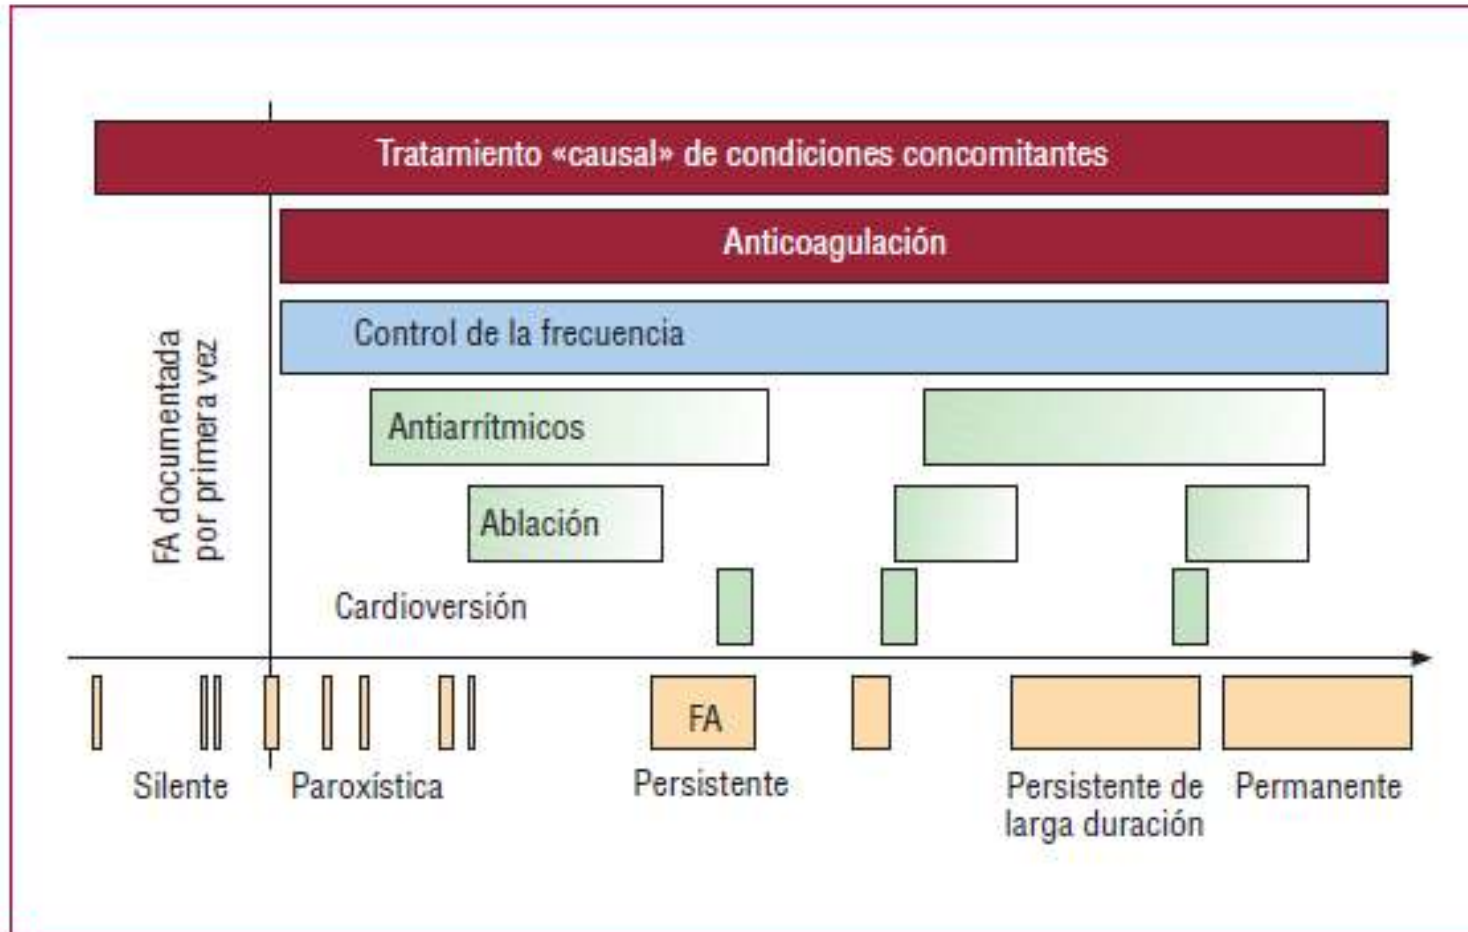 Tratamiento «causal» de condiciones concomitantes
Anticoagulación
Control de la frecuencia
FA documentada
por primera vez
Antiarrítmicos
Ablación
Cardioversión
FA
Silente
Paroxística
Persistente
Persistente de
larga duración
Permanente